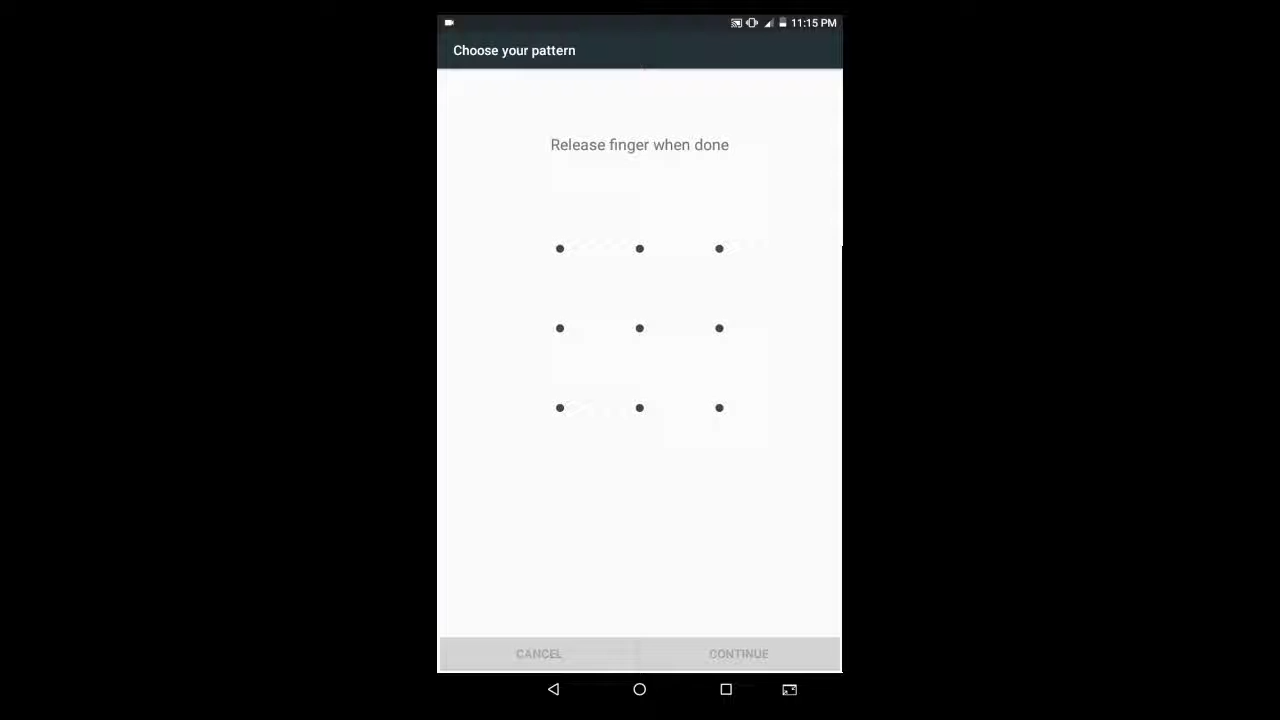 11:15 PM
Choose your pattern
Release finger when done
CANCEL CONTINUE